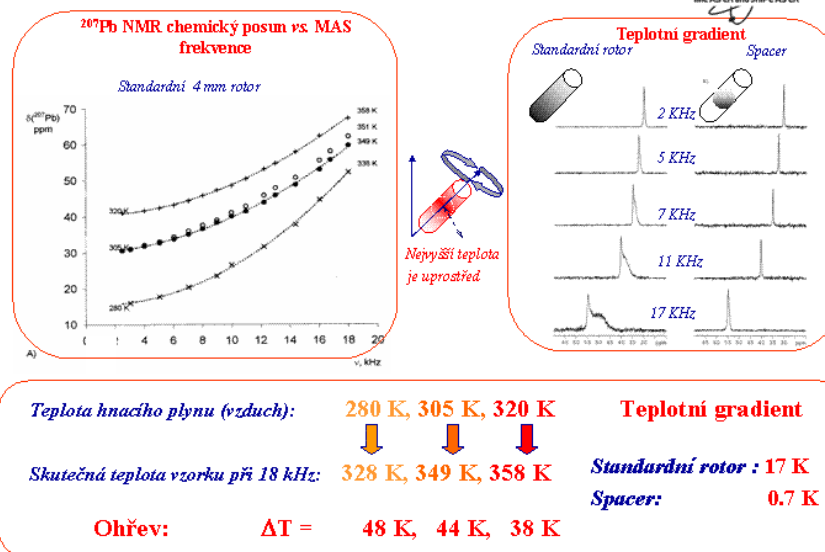 ²⁰⁷Pb NMR chemický posun vs. MAS
frekvence
Standardní 4 mm rotor
δ(²⁰⁷Pb)
ppm
70
60
50
40
30
20
10
358 K
351 K
349 K
338 K
320 K
305 K
280 K
0 2 4 6 8 10 12 14 16 18 20
ν, kHz
A)
Nejvyšší teplota
je uprostřed
Teplotní gradient
Standardní rotor
Spacer
2 KHz
5 KHz
7 KHz
11 KHz
17 KHz
ppm
ppm
Teplota hnacího plynu (vzduch): 280 K, 305 K, 320 K
Skutečná teplota vzorku při 18 kHz: 328 K, 349 K, 358 K
Ohřev: ΔT = 48 K, 44 K, 38 K
Teplotní gradient
Standardní rotor : 17 K
Spacer: 0.7 K